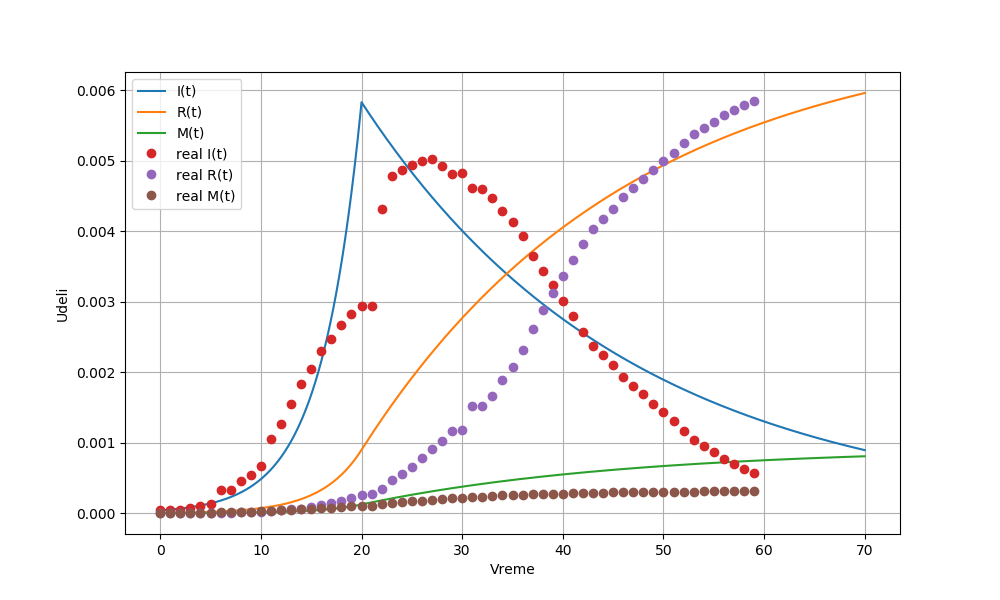 I(t)
R(t)
M(t)
real I(t)
real R(t)
real M(t)
0.006
0.005
0.004
0.003
0.002
0.001
0.000
Udeli
0 10 20 30 40 50 60 70
Vreme